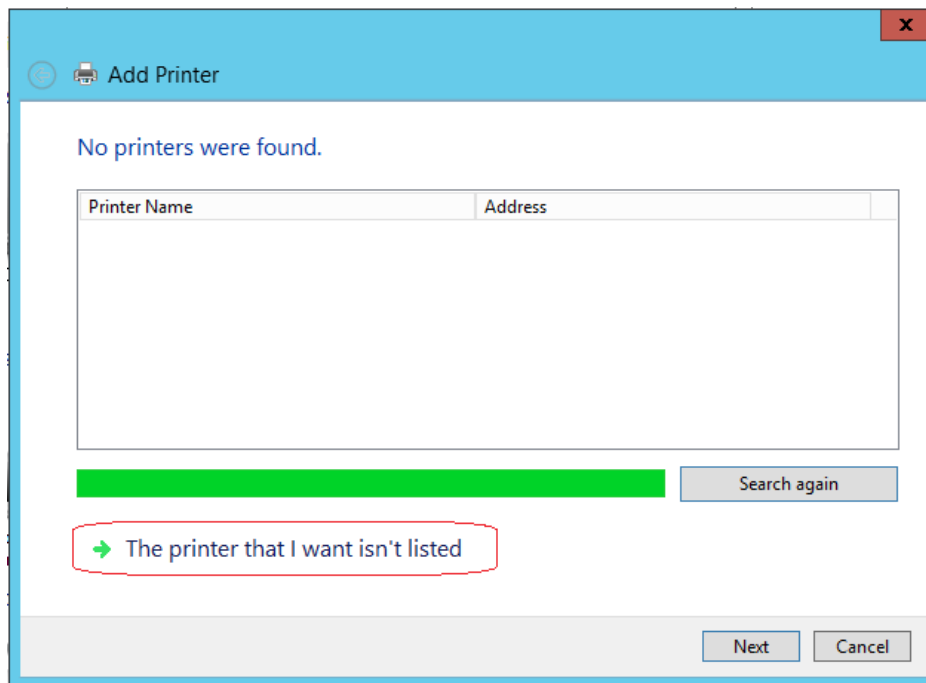 x
Add Printer
No printers were found.
Printer Name Address
Search again
The printer that I want isn't listed
Next Cancel